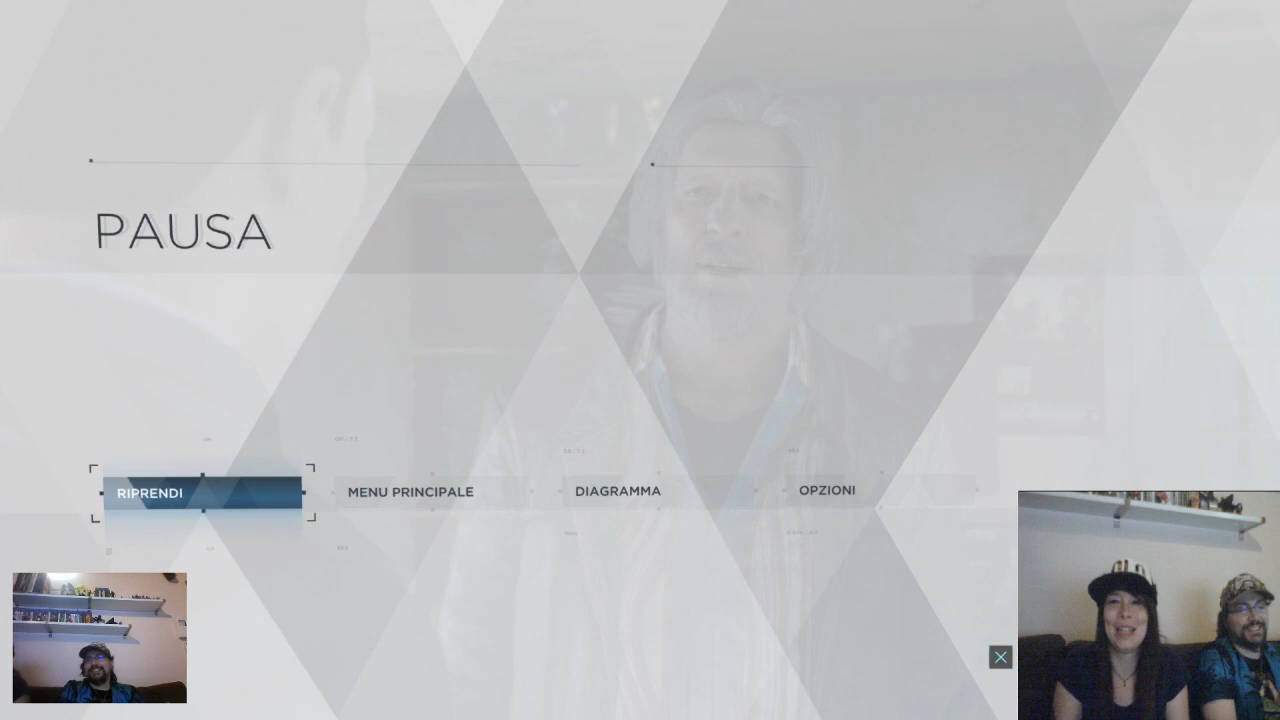 PAUSA
RIPRENDI
MENU PRINCIPALE
DIAGRAMMA
OPZIONI